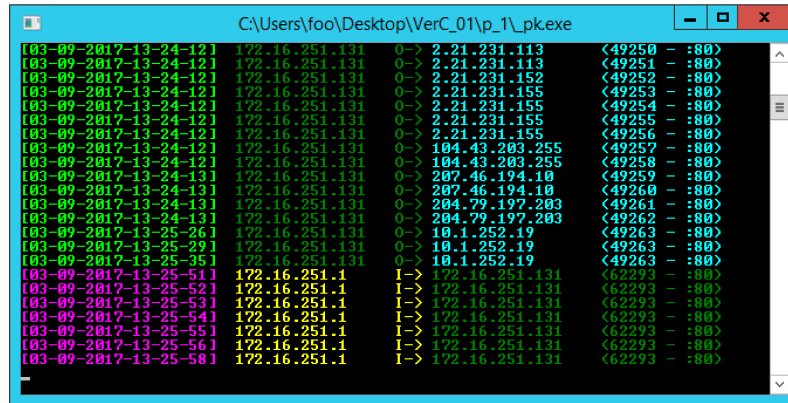 C:\Users\foo\Desktop\VerC_01\p_1\_pk.exe
[03-09-2017-13-24-12] 172.16.251.131 O-> 2.21.231.113 (49250 - :80)
[03-09-2017-13-24-12] 172.16.251.131 O-> 2.21.231.113 (49251 - :80)
[03-09-2017-13-24-12] 172.16.251.131 O-> 2.21.231.152 (49252 - :80)
[03-09-2017-13-24-12] 172.16.251.131 O-> 2.21.231.155 (49253 - :80)
[03-09-2017-13-24-12] 172.16.251.131 O-> 2.21.231.155 (49254 - :80)
[03-09-2017-13-24-12] 172.16.251.131 O-> 2.21.231.155 (49255 - :80)
[03-09-2017-13-24-12] 172.16.251.131 O-> 2.21.231.155 (49256 - :80)
[03-09-2017-13-24-12] 172.16.251.131 O-> 104.43.203.255 (49257 - :80)
[03-09-2017-13-24-12] 172.16.251.131 O-> 104.43.203.255 (49258 - :80)
[03-09-2017-13-24-13] 172.16.251.131 O-> 207.46.194.10 (49259 - :80)
[03-09-2017-13-24-13] 172.16.251.131 O-> 207.46.194.10 (49260 - :80)
[03-09-2017-13-24-13] 172.16.251.131 O-> 204.79.197.203 (49261 - :80)
[03-09-2017-13-24-13] 172.16.251.131 O-> 204.79.197.203 (49262 - :80)
[03-09-2017-13-25-26] 172.16.251.131 O-> 10.1.252.19 (49263 - :80)
[03-09-2017-13-25-29] 172.16.251.131 O-> 10.1.252.19 (49263 - :80)
[03-09-2017-13-25-35] 172.16.251.131 O-> 10.1.252.19 (49263 - :80)
[03-09-2017-13-25-51] 172.16.251.1 I-> 172.16.251.131 (62293 - :80)
[03-09-2017-13-25-52] 172.16.251.1 I-> 172.16.251.131 (62293 - :80)
[03-09-2017-13-25-53] 172.16.251.1 I-> 172.16.251.131 (62293 - :80)
[03-09-2017-13-25-54] 172.16.251.1 I-> 172.16.251.131 (62293 - :80)
[03-09-2017-13-25-55] 172.16.251.1 I-> 172.16.251.131 (62293 - :80)
[03-09-2017-13-25-56] 172.16.251.1 I-> 172.16.251.131 (62293 - :80)
[03-09-2017-13-25-58] 172.16.251.1 I-> 172.16.251.131 (62293 - :80)